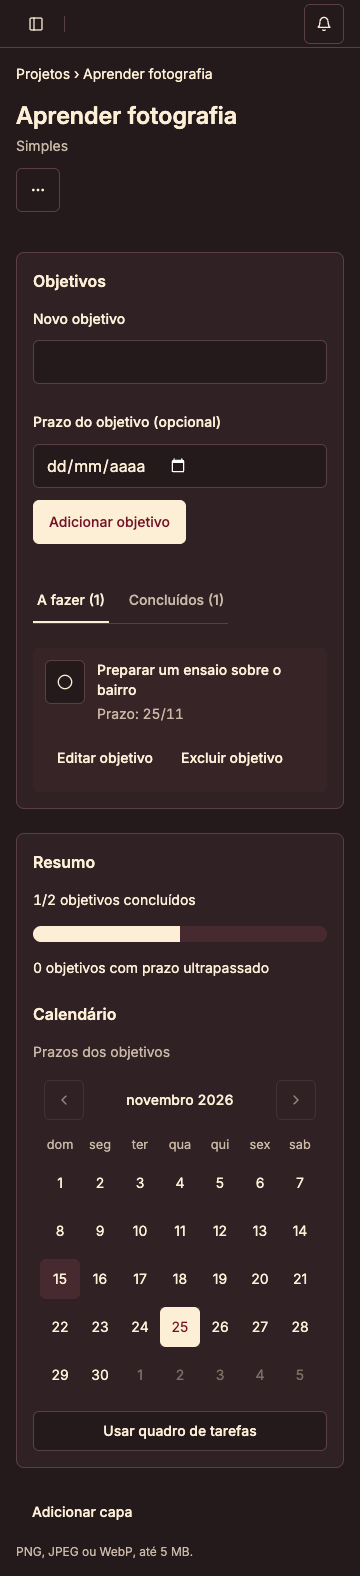 Projetos › Aprender fotografia
Aprender fotografia
Simples
Objetivos
Novo objetivo
Prazo do objetivo (opcional)
dd/mm/aaaa
Adicionar objetivo
A fazer (1) Concluídos (1)
Preparar um ensaio sobre o
bairro
Prazo: 25/11
Editar objetivo Excluir objetivo
Resumo
1/2 objetivos concluídos
0 objetivos com prazo ultrapassado
Calendário
Prazos dos objetivos
novembro 2026
dom seg ter qua qui sex sab
1 2 3 4 5 6 7
8 9 10 11 12 13 14
15 16 17 18 19 20 21
22 23 24 25 26 27 28
29 30 1 2 3 4 5
Usar quadro de tarefas
Adicionar capa
PNG, JPEG ou WebP, até 5 MB.